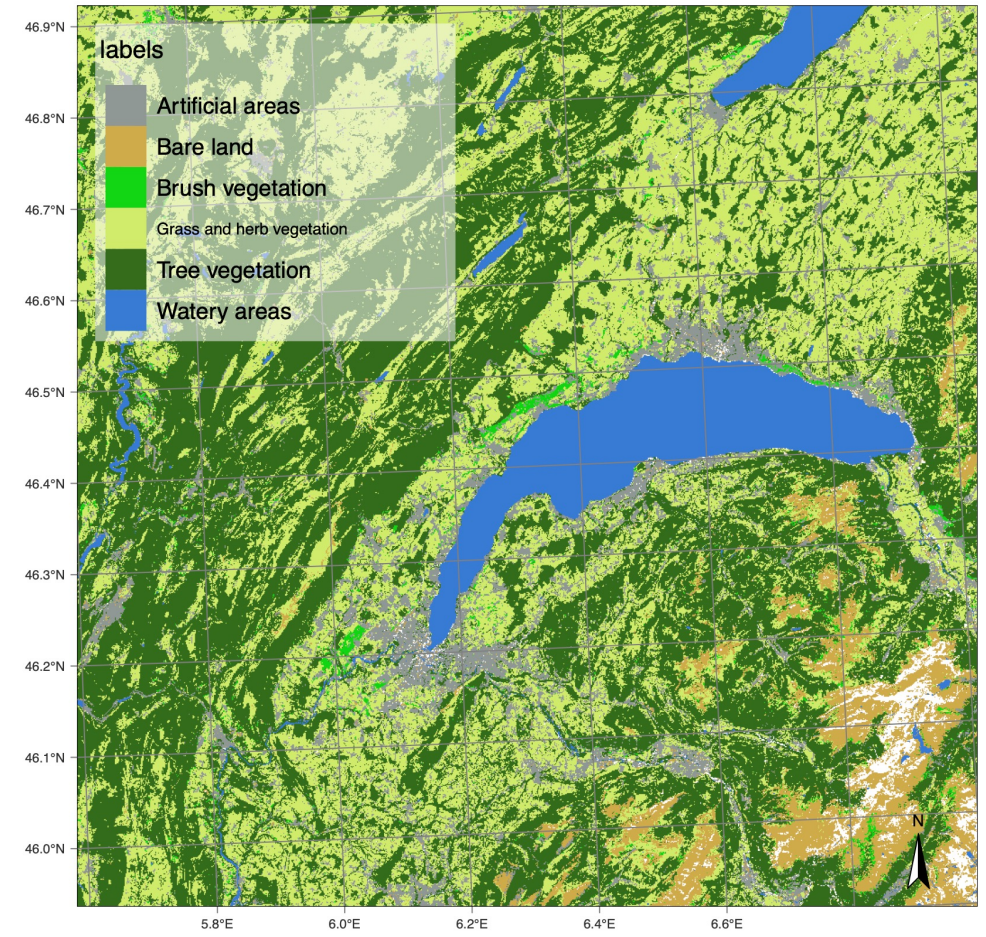 labels
Artificial areas
Bare land
Brush vegetation
Grass and herb vegetation
Tree vegetation
Watery areas
46.9°N
46.8°N
46.7°N
46.6°N
46.5°N
46.4°N
46.3°N
46.2°N
46.1°N
46.0°N
N
5.8°E 6.0°E 6.2°E 6.4°E 6.6°E